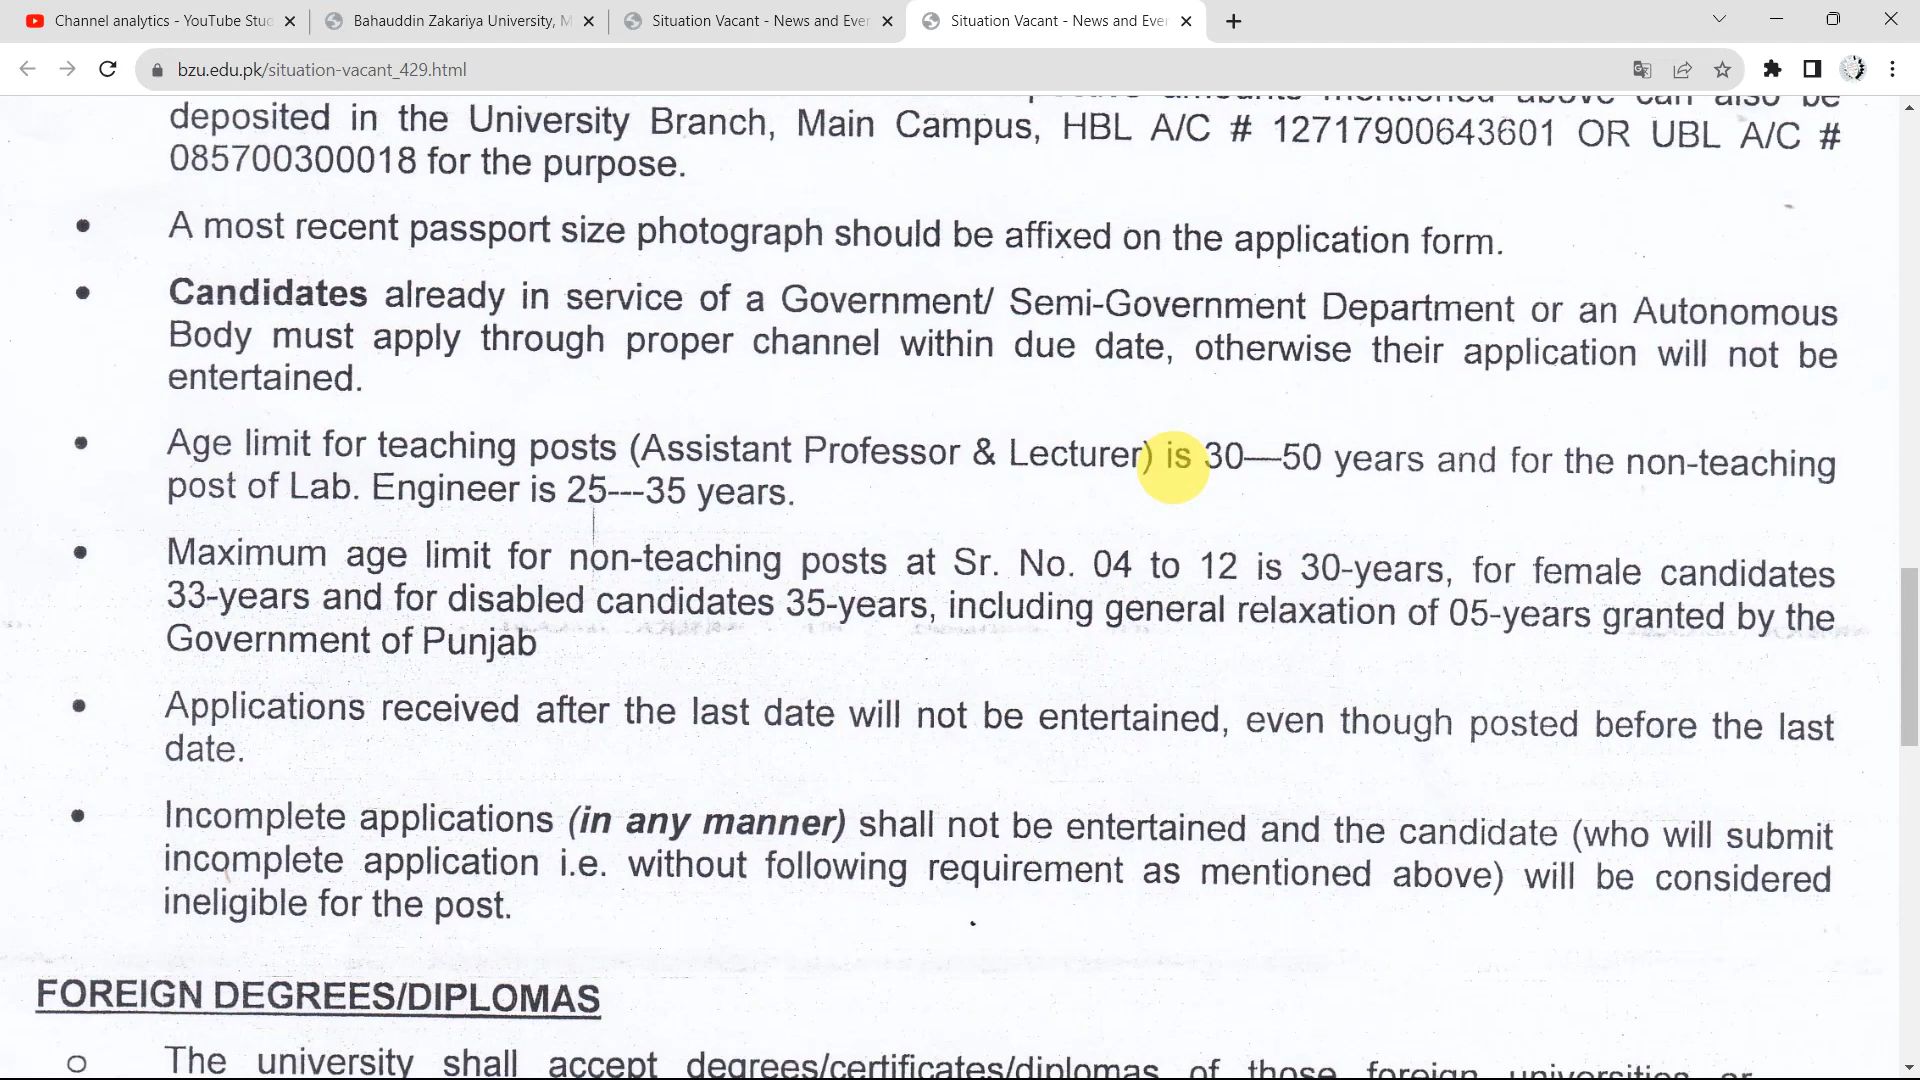 Channel analytics - YouTube Stud
Bahauddin Zakariya University, M
Situation Vacant - News and Ever
Situation Vacant - News and Ever
bzu.edu.pk/situation-vacant_429.html
amounts mentioned above can also be
deposited in the University Branch, Main Campus, HBL A/C # 12717900643601 OR UBL A/C #
085700300018 for the purpose.
• A most recent passport size photograph should be affixed on the application form.
• Candidates already in service of a Government/ Semi-Government Department or an Autonomous
Body must apply through proper channel within due date, otherwise their application will not be
entertained.
• Age limit for teaching posts (Assistant Professor & Lecturer) is 30—50 years and for the non-teaching
post of Lab. Engineer is 25---35 years.
• Maximum age limit for non-teaching posts at Sr. No. 04 to 12 is 30-years, for female candidates
33-years and for disabled candidates 35-years, including general relaxation of 05-years granted by the
Government of Punjab
• Applications received after the last date will not be entertained, even though posted before the last
date.
• Incomplete applications (in any manner) shall not be entertained and the candidate (who will submit
incomplete application i.e. without following requirement as mentioned above) will be considered
ineligible for the post.
FOREIGN DEGREES/DIPLOMAS
o The university shall accept degrees/certificates/diplomas of those foreign universities or